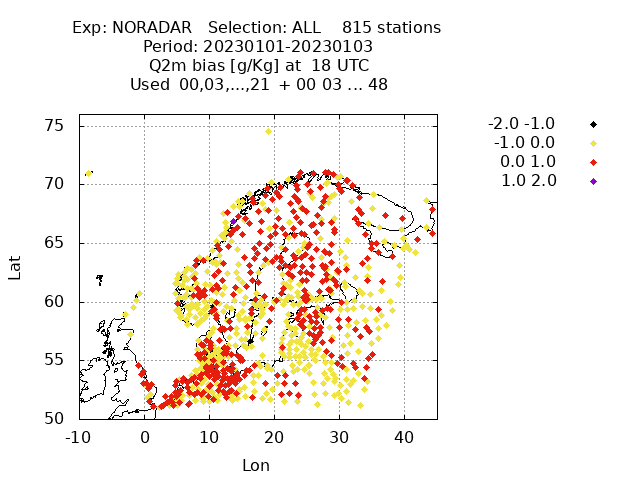 Exp: NORADAR Selection: ALL 815 stations
Period: 20230101-20230103
Q2m bias [g/Kg] at 18 UTC
Used 00,03,...,21 + 00 03 ... 48
-2.0 -1.0
-1.0 0.0
0.0 1.0
1.0 2.0
75
70
65
60
55
50
Lat
-10 0 10 20 30 40
Lon